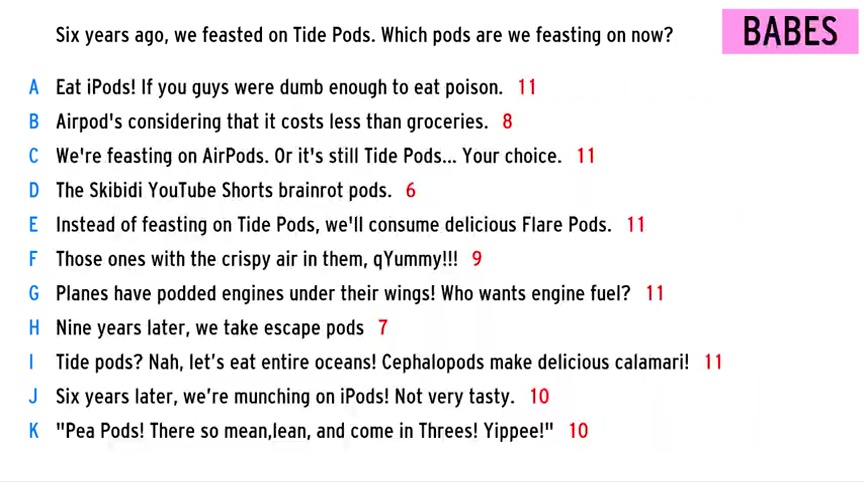 Six years ago, we feasted on Tide Pods. Which pods are we feasting on now?
BABES
A Eat iPods! If you guys were dumb enough to eat poison. 11
B Airpod's considering that it costs less than groceries. 8
C We're feasting on AirPods. Or it's still Tide Pods... Your choice. 11
D The Skibidi YouTube Shorts brainrot pods. 6
E Instead of feasting on Tide Pods, we'll consume delicious Flare Pods. 11
F Those ones with the crispy air in them, qYummy!!! 9
G Planes have podded engines under their wings! Who wants engine fuel? 11
H Nine years later, we take escape pods 7
I Tide pods? Nah, let's eat entire oceans! Cephalopods make delicious calamari! 11
J Six years later, we're munching on iPods! Not very tasty. 10
K "Pea Pods! There so mean,lean, and come in Threes! Yippee!" 10